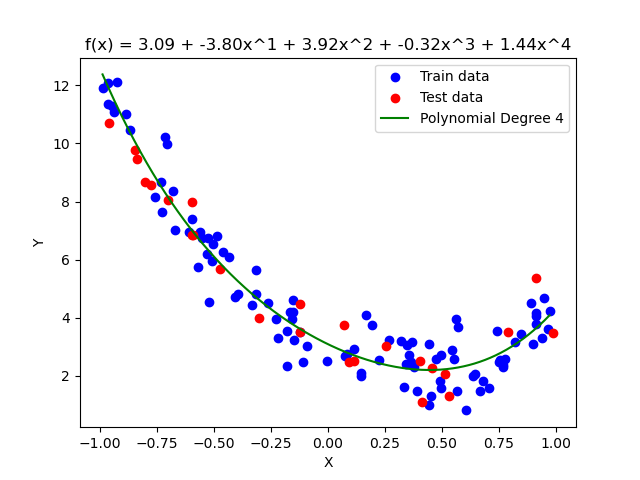 f(x) = 3.09 + -3.80x^1 + 3.92x^2 + -0.32x^3 + 1.44x^4
Train data
Test data
Polynomial Degree 4
12
10
8
6
4
2
Y
−1.00 −0.75 −0.50 −0.25 0.00 0.25 0.50 0.75 1.00
X